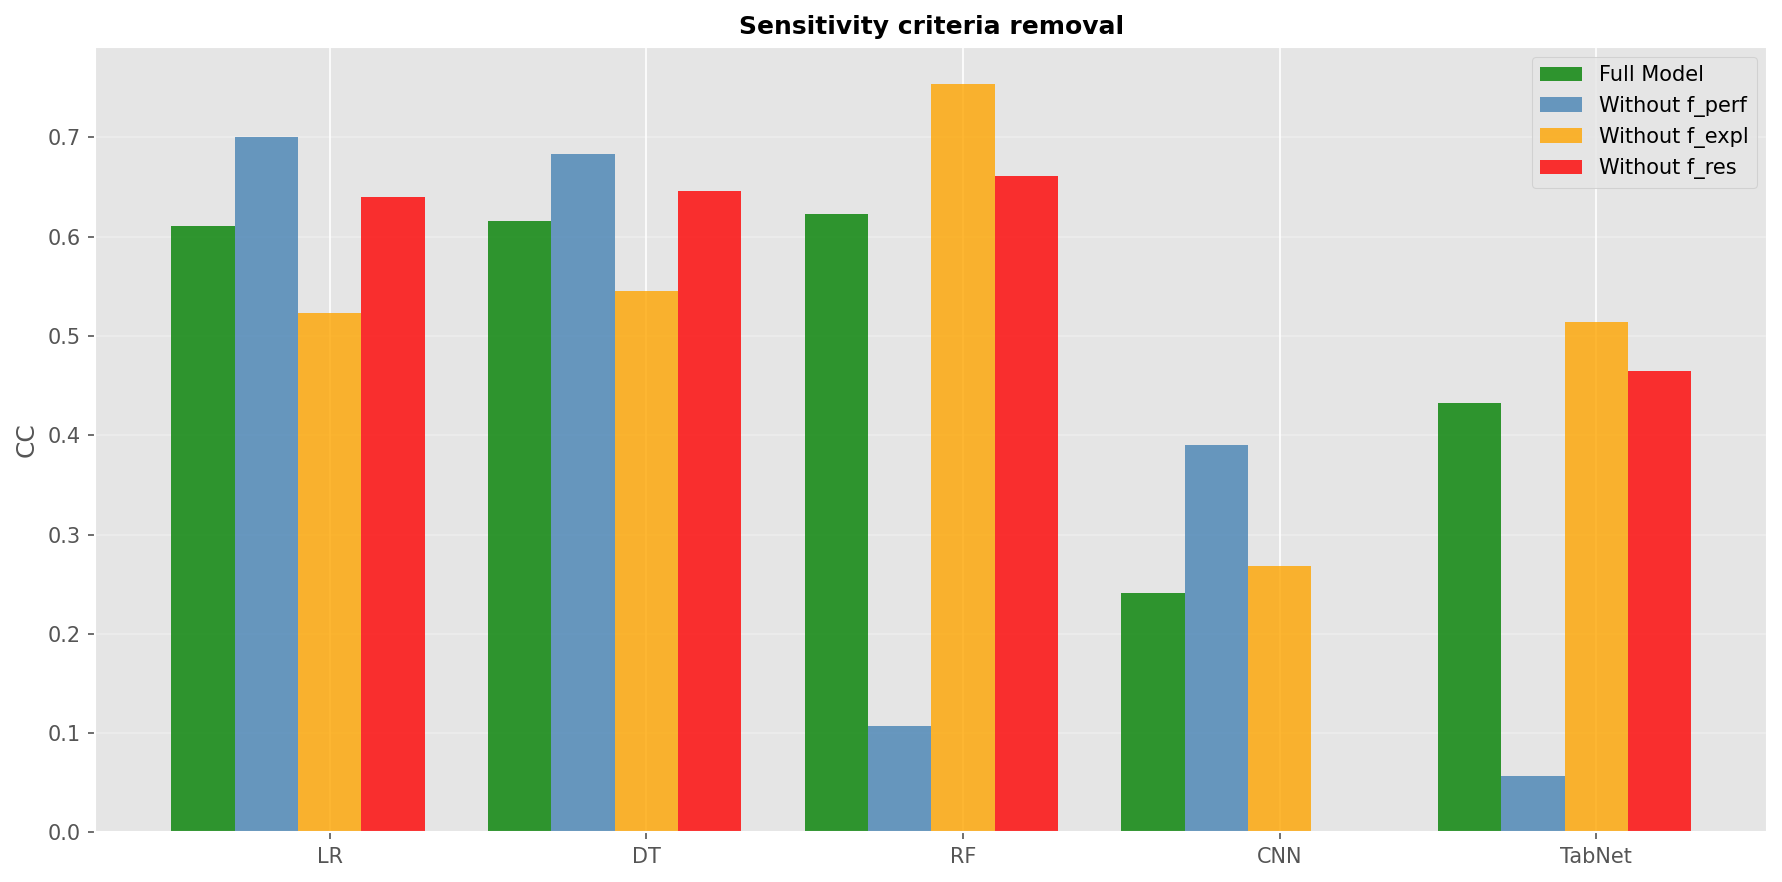 Sensitivity criteria removal
Full Model
Without f_perf
Without f_expl
Without f_res
CC
0.7
0.6
0.5
0.4
0.3
0.2
0.1
0.0
LR
DT
RF
CNN
TabNet